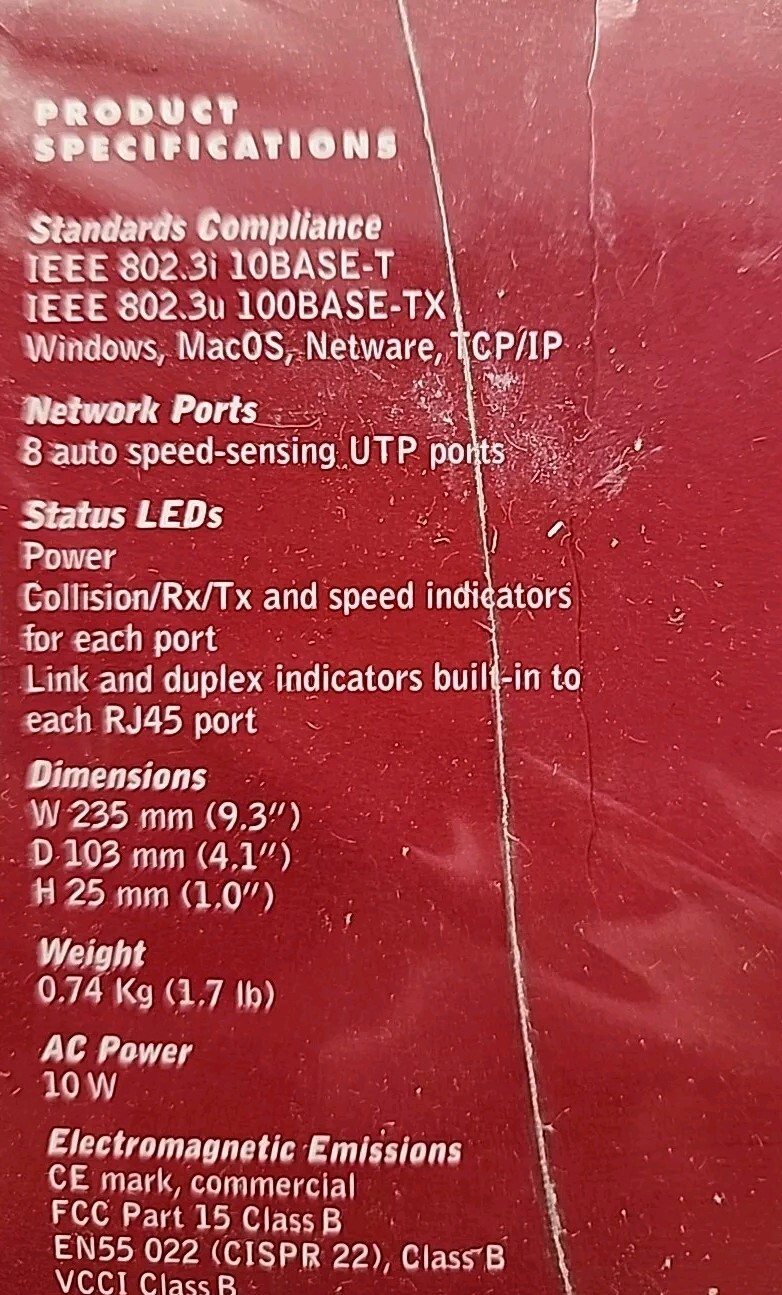 PRODUCT
SPECIFICATIONS
Standards Compliance
IEEE 802.3i 10BASE-T
IEEE 802.3u 100BASE-TX
Windows, MacOS, Netware, TCP/IP
Network Ports
8 auto speed-sensing UTP ports
Status LEDs
Power
Collision/Rx/Tx and speed indicators
for each port
Link and duplex indicators built-in to
each RJ45 port
Dimensions
W 235 mm (9.3")
D 103 mm (4.1")
H 25 mm (1.0")
Weight
0.74 Kg (1.7 lb)
AC Power
10 W
Electromagnetic Emissions
CE mark, commercial
FCC Part 15 Class B
EN55 022 (CISPR 22), Class B
VCCI Class B